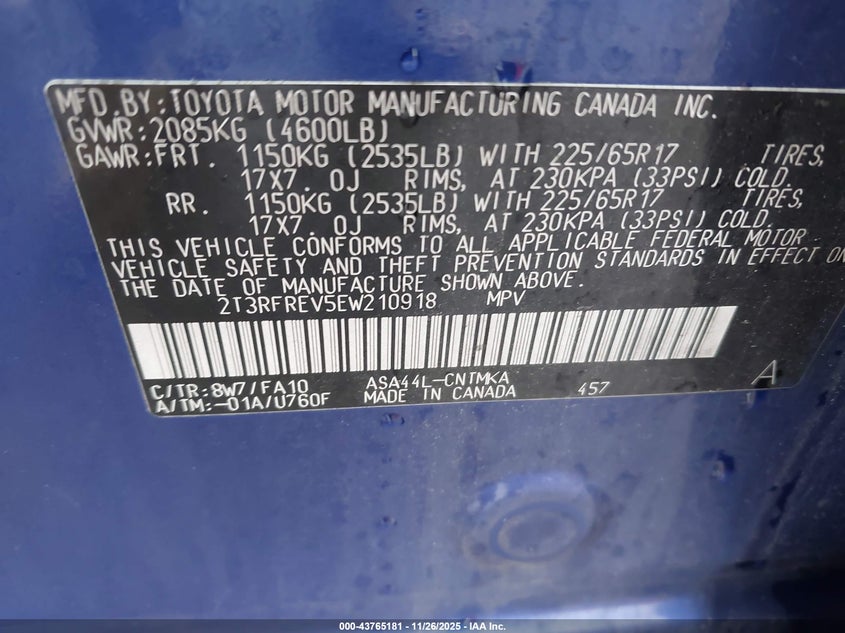 MFD. BY: TOYOTA MOTOR MANUFACTURING CANADA INC.
GVWR: 2085KG (4600LB)
GAWR: FRT. 1150KG (2535LB) WITH 225/65R17 TIRES,
17X7.0J RIMS, AT 230KPA (33PSI) COLD.
RR. 1150KG (2535LB) WITH 225/65R17 TIRES,
17X7.0J RIMS, AT 230KPA (33PSI) COLD.
THIS VEHICLE CONFORMS TO ALL APPLICABLE FEDERAL MOTOR
VEHICLE SAFETY AND THEFT PREVENTION STANDARDS IN EFFECT ON
THE DATE OF MANUFACTURE SHOWN ABOVE.
2T3RFREV5EW210918 MPV
C/TR: 8W7/FA10 ASA44L-CNTMKA A
A/TM: -01A/U760F MADE IN CANADA 457
000-43765181 - 11/26/2025 - IAA Inc.